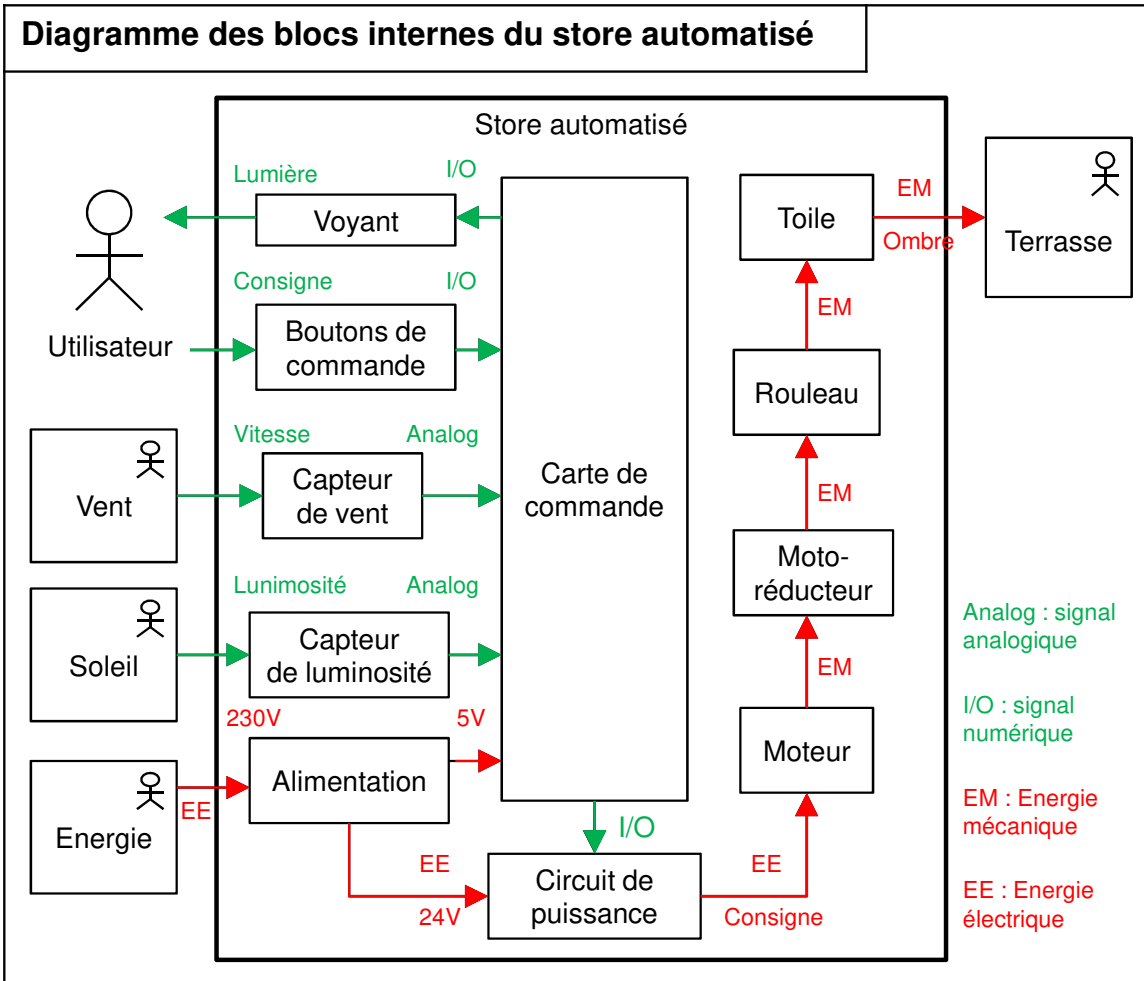 Diagramme des blocs internes du store automatisé
Store automatisé
Lumière
I/O
Voyant
Utilisateur
Consigne
I/O
Boutons de
commande
Vent
Vitesse
Analog
Capteur
de vent
Soleil
Lunimosité
Analog
Capteur
de luminosité
Energie
EE
230V
5V
Alimentation
EE
24V
Carte de
commande
I/O
Circuit de
puissance
EE
Consigne
Moteur
EM
Moto-
réducteur
EM
Rouleau
EM
Toile
EM
Ombre
Terrasse
Analog : signal
analogique
I/O : signal
numérique
EM : Energie
mécanique
EE : Energie
électrique